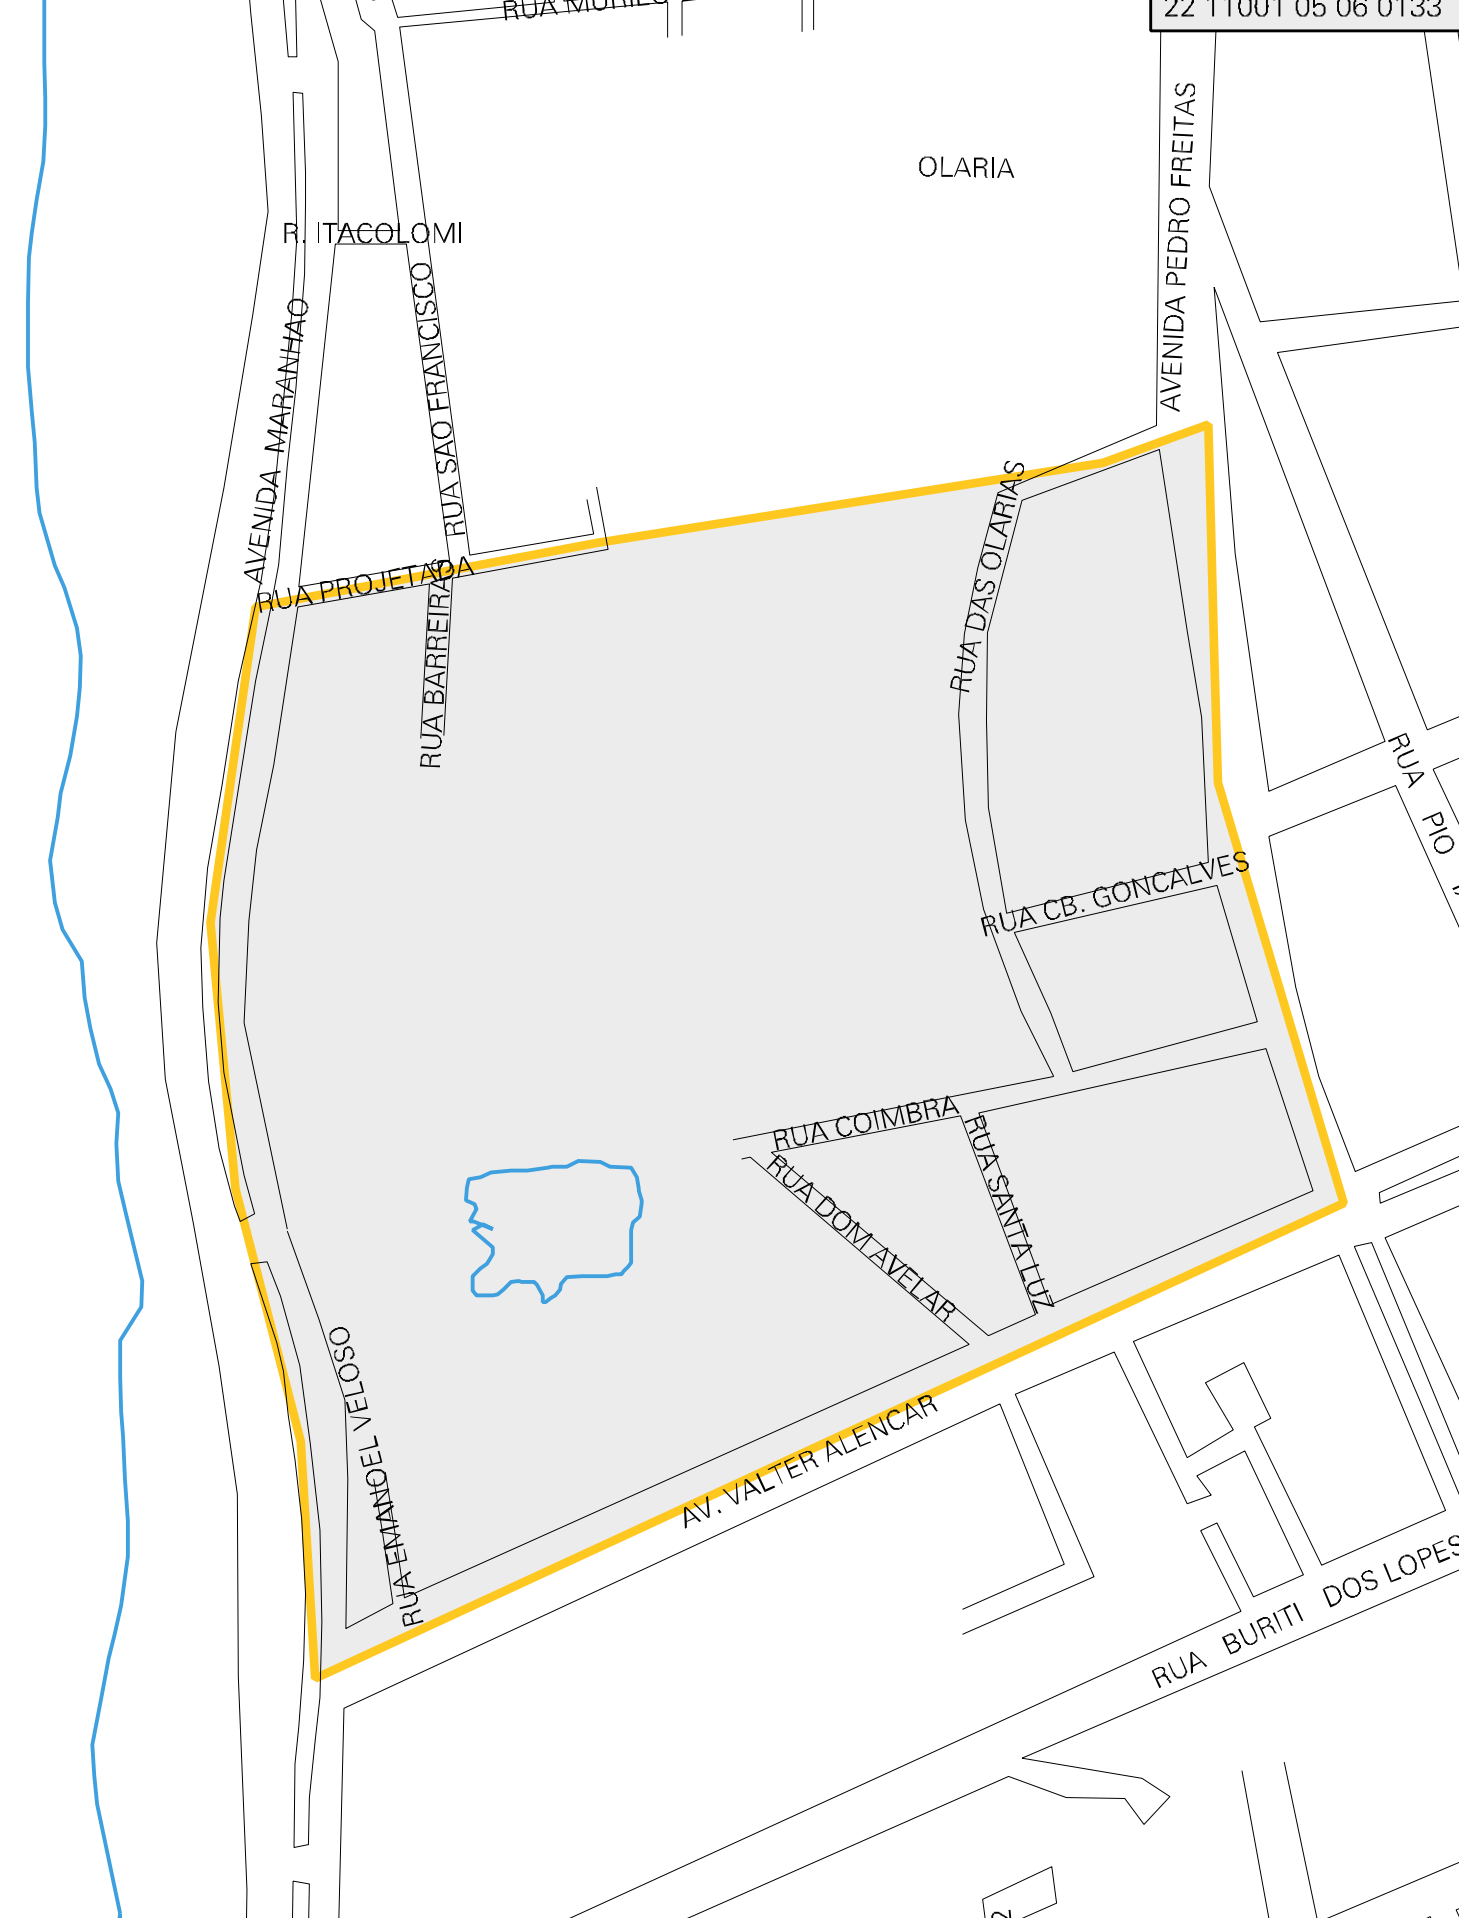 22 11001 05 06 0133
OLARIA
AVENIDA PEDRO FREITAS
R. ITACOLOMI
AVENIDA MARANHAO
RUA SAO FRANCISCO
RUA PROJETADA
RUA BARREIRAS
RUA DAS OLARIAS
RUA PIO
RUA CB. GONCALVES
RUA COIMBRA
RUA DOM AVELAR
RUA SANTA LUZ
RUA EMANOEL VELOSO
AV. VALTER ALENCAR
RUA BURITI DOS LOPES